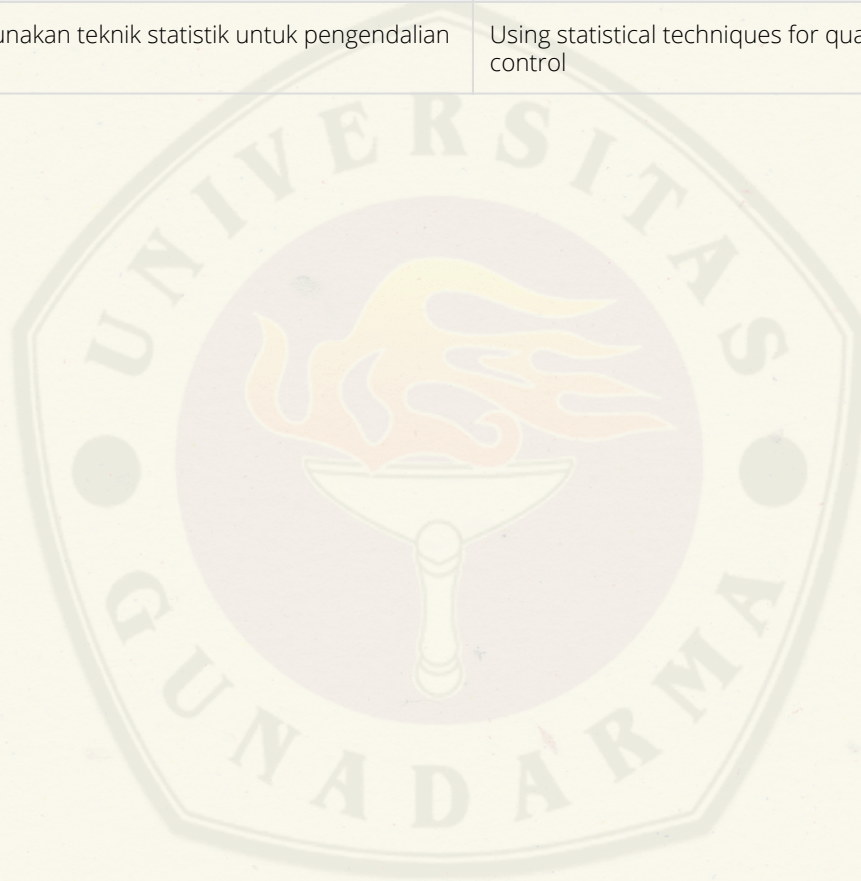 unakan teknik statistik untuk pengendalian
Using statistical techniques for qua
control
UNIVERSITAS
GUNADARMA